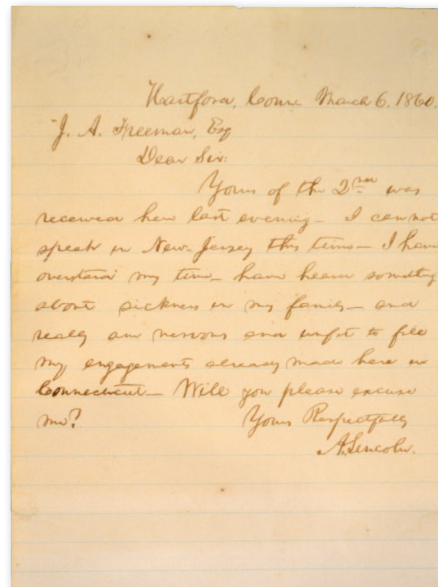 Hartford, Conn March 6. 1860.
J. A. Freeman, Esq
Dear Sir:
Yours of the 2nd was
received here last evening— I can not
speak in New-Jersey this time— I have
overstaid my time— have heard something
about sickness in my family— and
really am nervous and unfit to fill
my engagements already made here in
Connecticut— Will you please excuse
me?
Yours Respectfully
A. Lincoln.